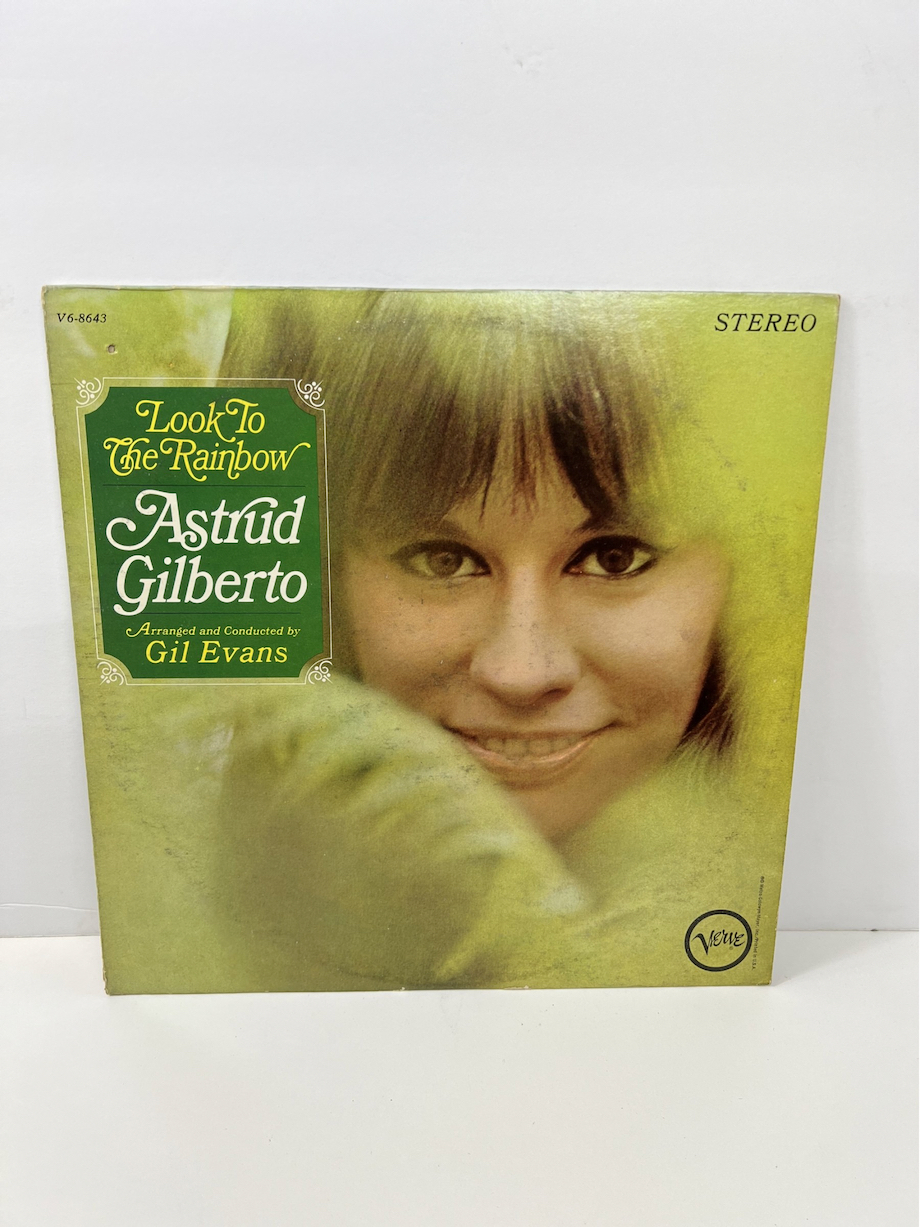 V6-8643
STEREO
Look To
The Rainbow
Astrud
Gilberto
Arranged and Conducted by
Gil Evans
Verve